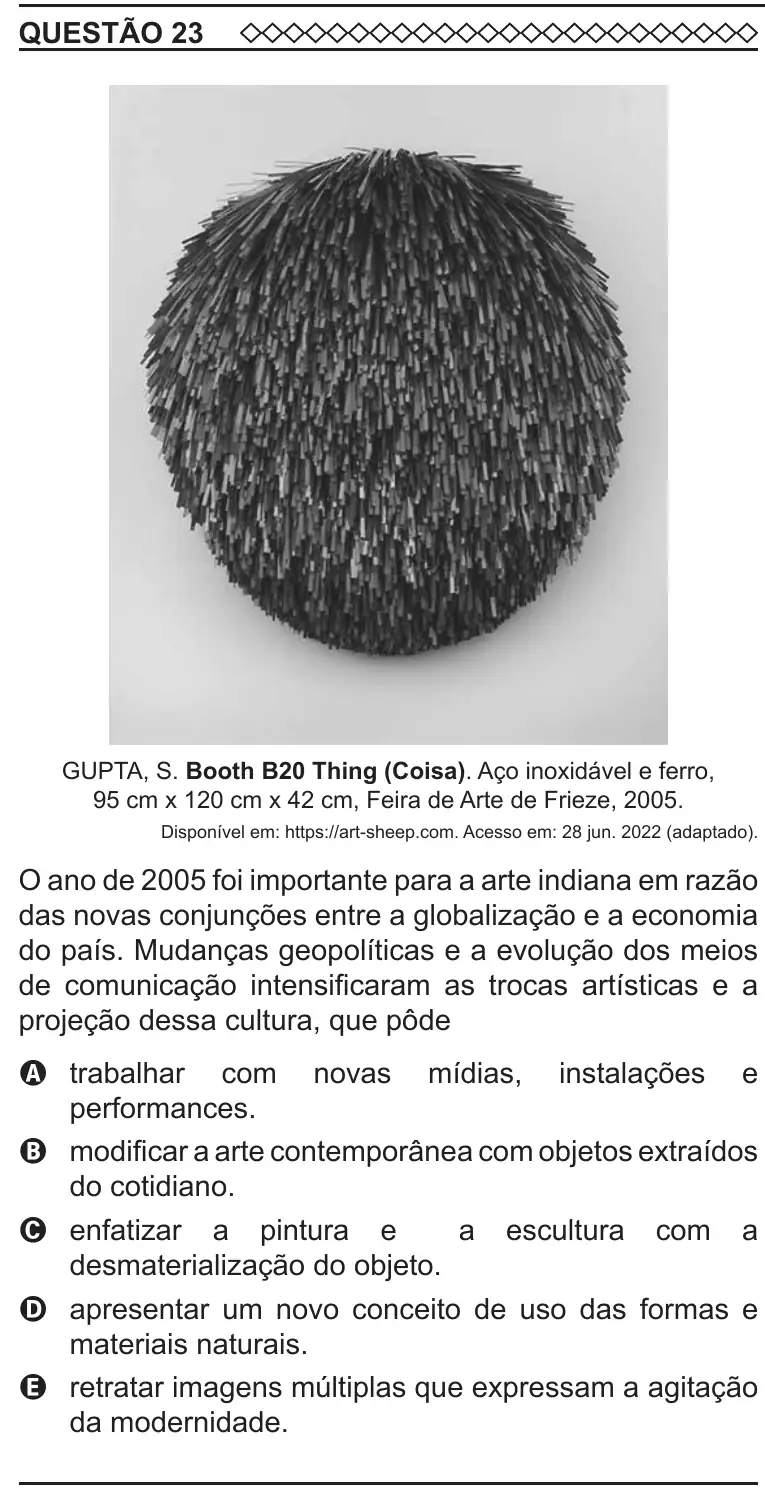 QUESTÃO 23
GUPTA, S. Booth B20 Thing (Coisa). Aço inoxidável e ferro,
95 cm x 120 cm x 42 cm, Feira de Arte de Frieze, 2005.
Disponível em: https://art-sheep.com. Acesso em: 28 jun. 2022 (adaptado).
O ano de 2005 foi importante para a arte indiana em razão
das novas conjunções entre a globalização e a economia
do país. Mudanças geopolíticas e a evolução dos meios
de comunicação intensificaram as trocas artísticas e a
projeção dessa cultura, que pôde
A trabalhar com novas mídias, instalações e
performances.
B modificar a arte contemporânea com objetos extraídos
do cotidiano.
C enfatizar a pintura e a escultura com a
desmaterialização do objeto.
D apresentar um novo conceito de uso das formas e
materiais naturais.
E retratar imagens múltiplas que expressam a agitação
da modernidade.